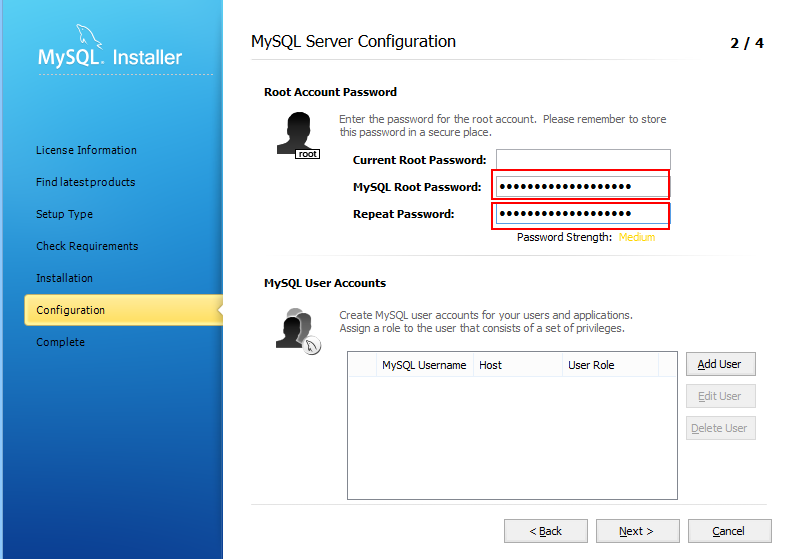 MySQL. Installer
License Information
Find latest products
Setup Type
Check Requirements
Installation
Configuration
Complete
MySQL Server Configuration
2 / 4
Root Account Password
Enter the password for the root account. Please remember to store
this password in a secure place.
root
Current Root Password:
MySQL Root Password: ●●●●●●●●●●●●●●●●●●●
Repeat Password: ●●●●●●●●●●●●●●●●●●●
Password Strength: Medium
MySQL User Accounts
Create MySQL user accounts for your users and applications.
Assign a role to the user that consists of a set of privileges.
MySQL Username Host User Role
Add User
Edit User
Delete User
< Back Next > Cancel